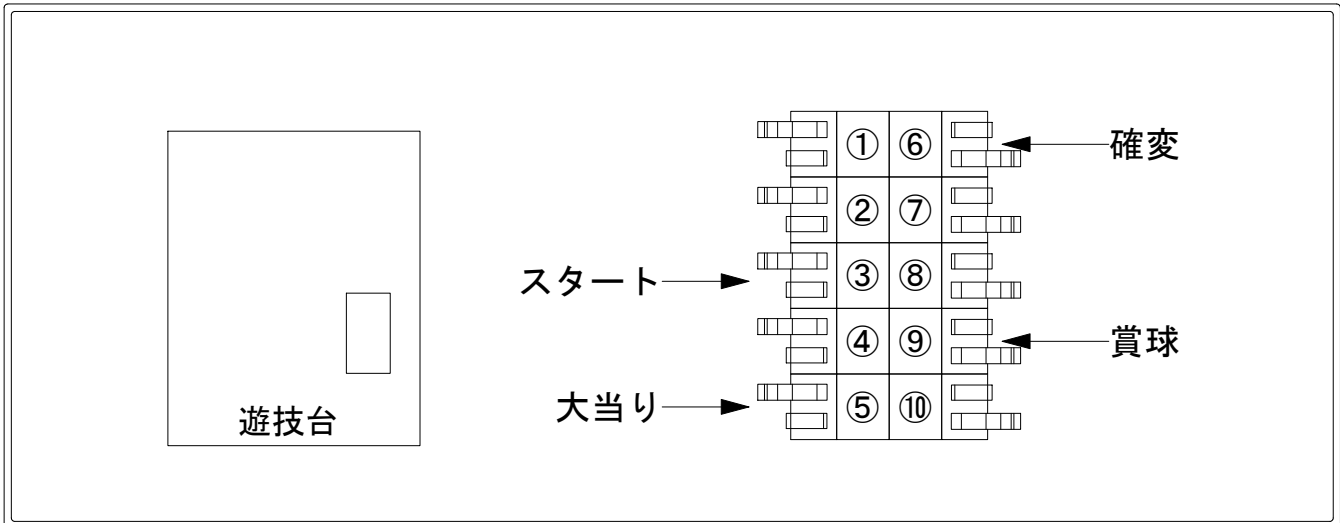 ① ⑥ 確変
② ⑦
スタート ③ ⑧
④ ⑨ 賞球
大当り ⑤ ⑩
遊技台